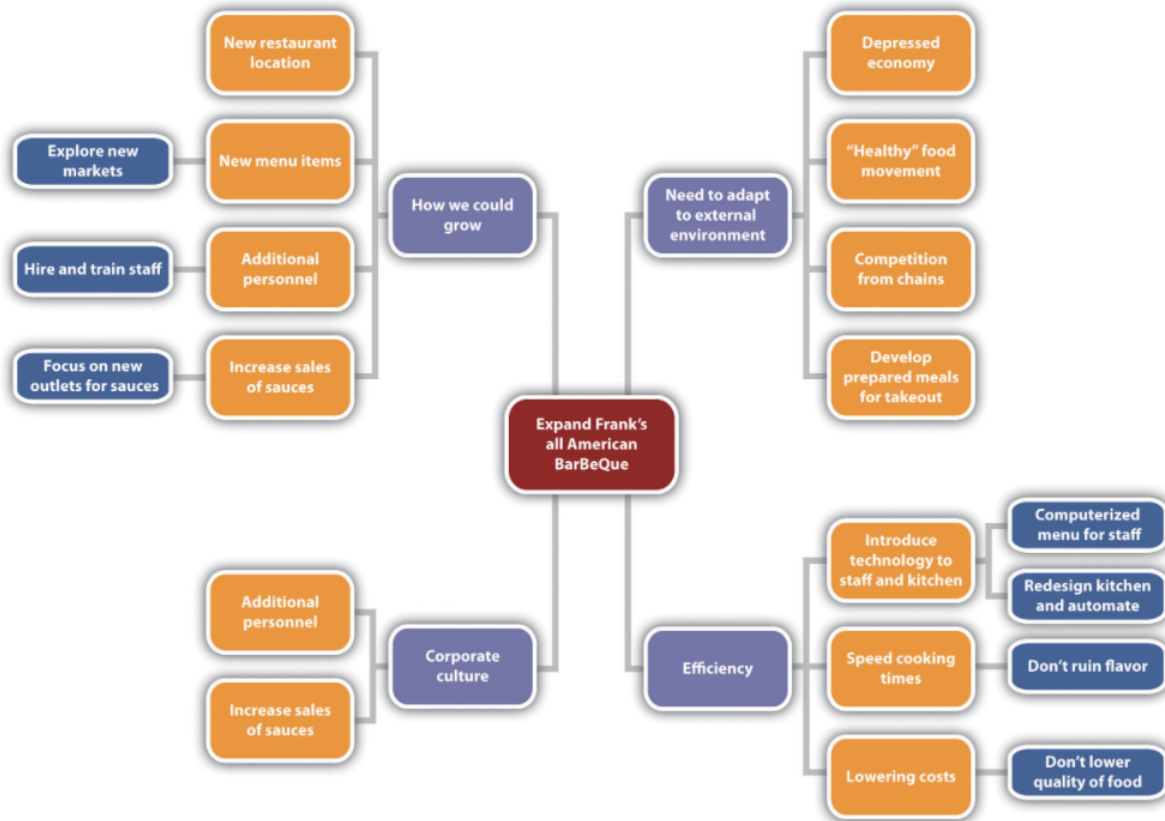 New restaurant
location
Explore new
markets
New menu items
How we could
grow
Hire and train staff
Additional
personnel
Focus on new
outlets for sauces
Increase sales
of sauces
Depressed
economy
“Healthy” food
movement
Need to adapt
to external
environment
Competition
from chains
Develop
prepared meals
for takeout
Expand Frank’s
all American
BarBeQue
Additional
personnel
Corporate
culture
Increase sales
of sauces
Efficiency
Introduce
technology to
staff and kitchen
Computerized
menu for staff
Redesign kitchen
and automate
Speed cooking
times
Don’t ruin flavor
Lowering costs
Don’t lower
quality of food